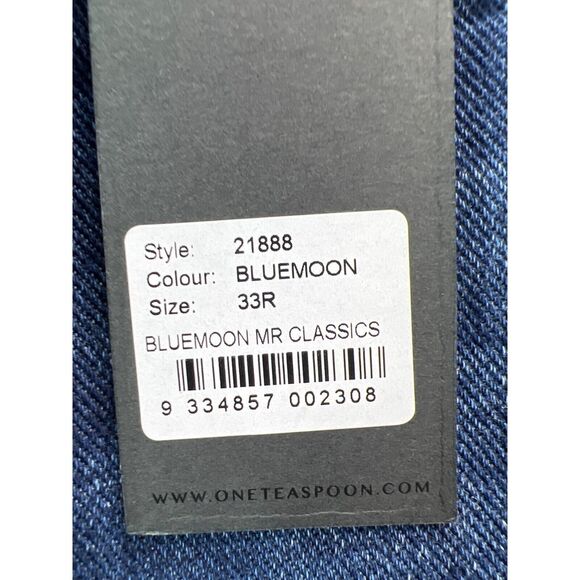 Style: 21888
Colour: BLUEMOON
Size: 33R
BLUEMOON MR CLASSICS
9 334857 002308
WWW.ONETEASPOON.COM